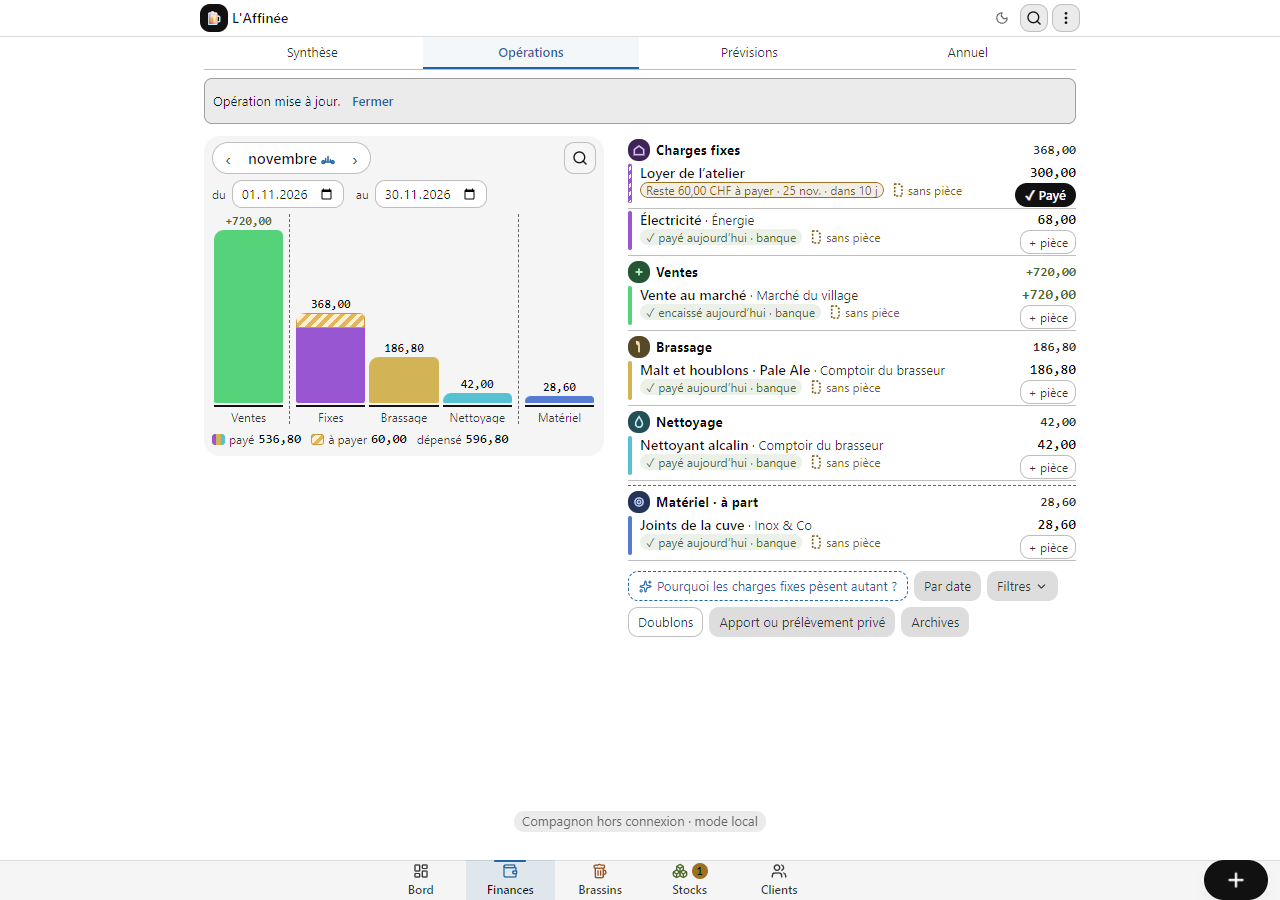 L'Affinée
Synthèse
Opérations
Prévisions
Annuel
Opération mise à jour. Fermer
‹ novembre ›
du 01.11.2026 au 30.11.2026
+720,00
368,00
186,80
42,00
28,60
Ventes
Fixes
Brassage
Nettoyage
Matériel
payé 536,80 à payer 60,00 dépensé 596,80
Charges fixes 368,00
Loyer de l’atelier 300,00
Reste 60,00 CHF à payer · 25 nov. · dans 10 j sans pièce ✓ Payé
Électricité · Énergie 68,00
✓ payé aujourd’hui · banque sans pièce + pièce
Ventes +720,00
Vente au marché · Marché du village +720,00
✓ encaissé aujourd’hui · banque sans pièce + pièce
Brassage 186,80
Malt et houblons · Pale Ale · Comptoir du brasseur 186,80
✓ payé aujourd’hui · banque sans pièce + pièce
Nettoyage 42,00
Nettoyant alcalin · Comptoir du brasseur 42,00
✓ payé aujourd’hui · banque sans pièce + pièce
Matériel · à part 28,60
Joints de la cuve · Inox & Co 28,60
✓ payé aujourd’hui · banque sans pièce + pièce
Pourquoi les charges fixes pèsent autant ? Par date Filtres
Doublons Apport ou prélèvement privé Archives
Compagnon hors connexion · mode local
Bord
Finances
Brassins
1
Stocks
Clients
+